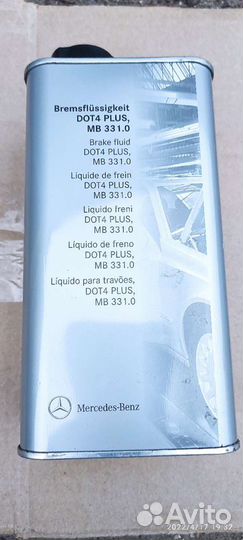 Bremsflüssigkeit
DOT4 PLUS,
MB 331.0
Brake fluid
DOT4 PLUS,
MB 331.0
Liquide de frein
DOT4 PLUS,
MB 331.0
Liquido freni
DOT4 PLUS,
MB 331.0
Líquido de freno
DOT4 PLUS,
MB 331.0
Líquido para travões,
DOT4 PLUS,
MB 331.0
Mercedes-Benz
Avito
2022/4/17 19:32